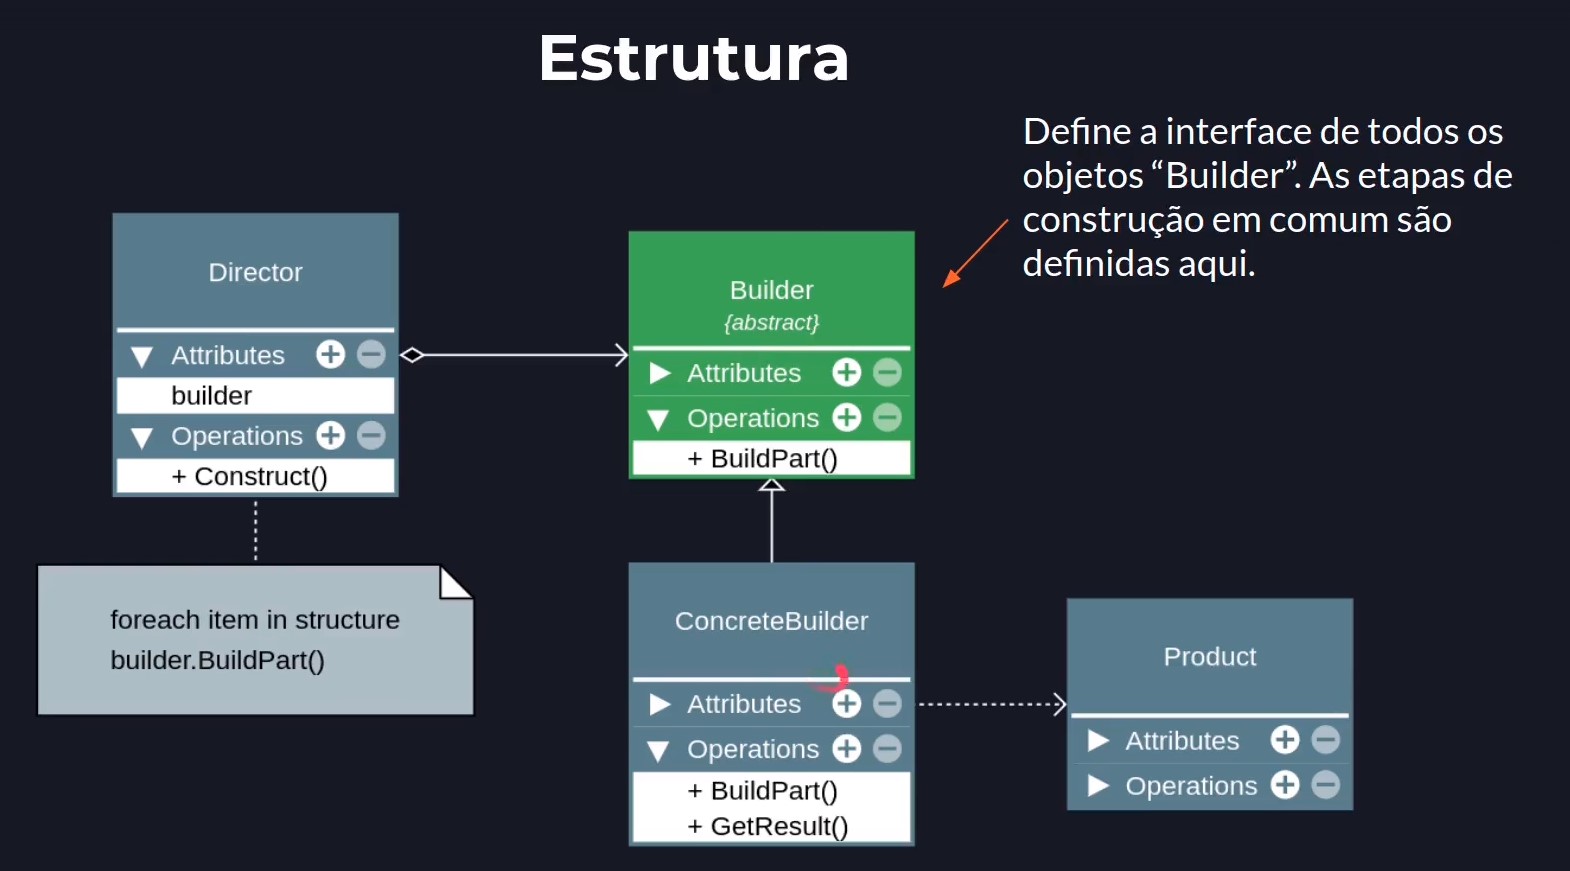 Estrutura
Define a interface de todos os
objetos “Builder”. As etapas de
construção em comum são
definidas aqui.
Director
Attributes
builder
Operations
+ Construct()
foreach item in structure
builder.BuildPart()
Builder
{abstract}
Attributes
Operations
+ BuildPart()
ConcreteBuilder
Attributes
Operations
+ BuildPart()
+ GetResult()
Product
Attributes
Operations